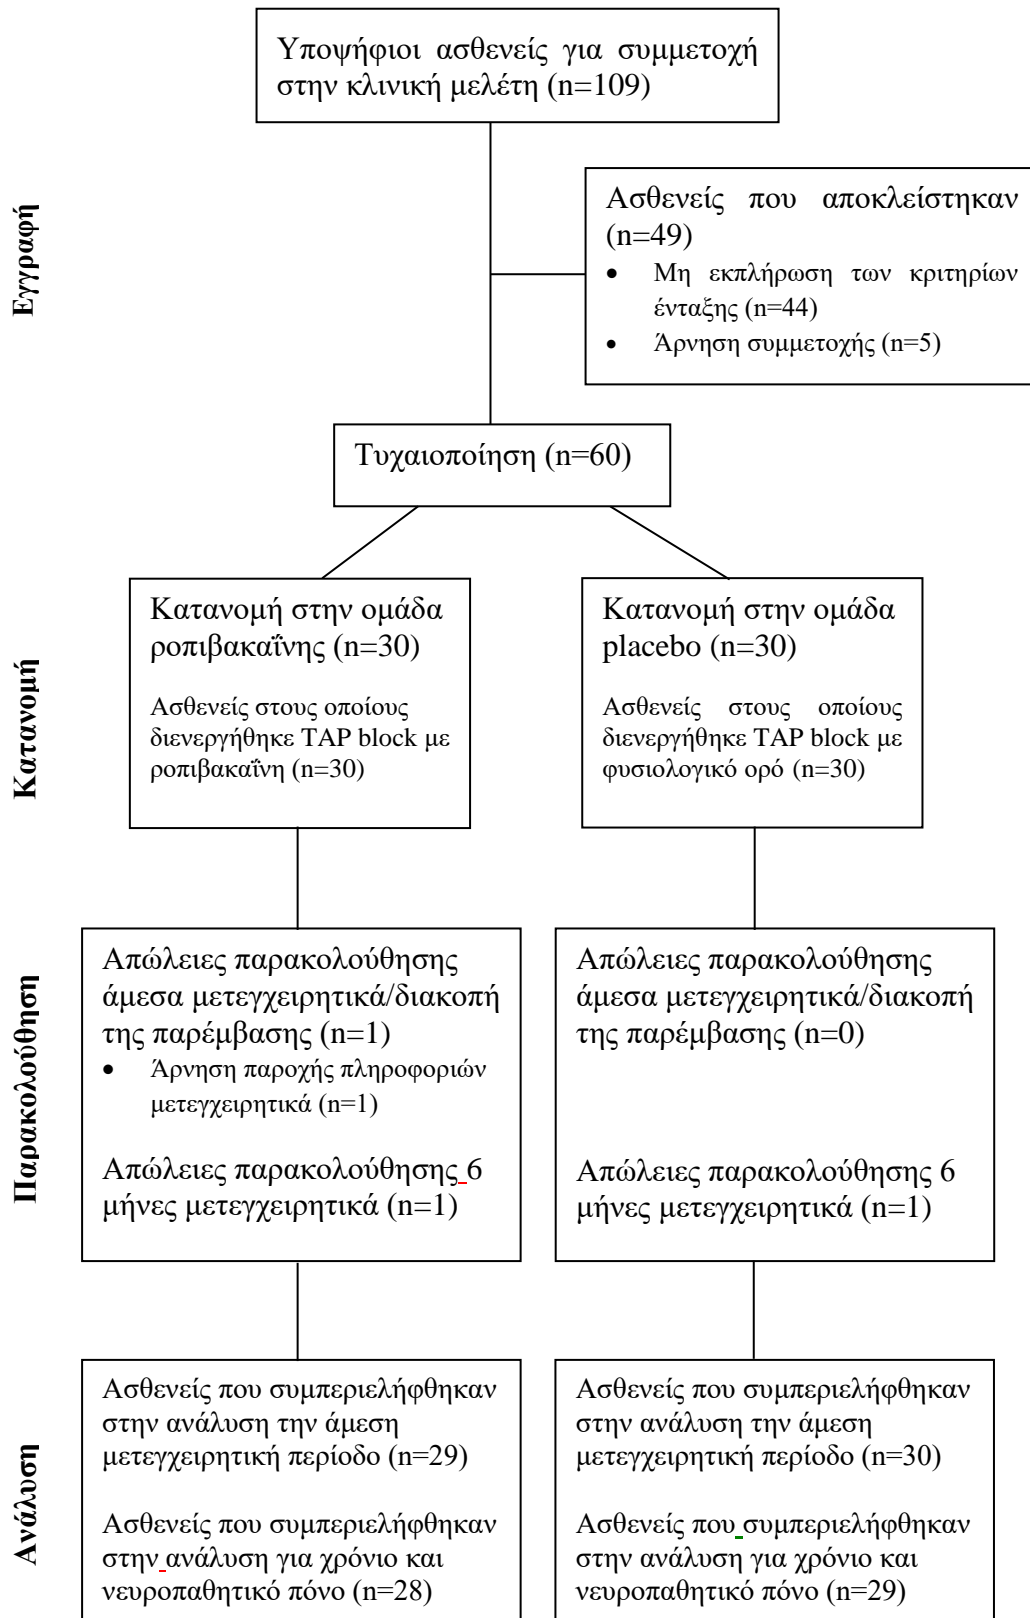 Υποψήφιοι ασθενείς για συμμετοχή
στην κλινική μελέτη (n=109)
Εγγραφή
Ασθενείς που αποκλείστηκαν
(n=49)
• Μη εκπλήρωση των κριτηρίων
ένταξης (n=44)
• Άρνηση συμμετοχής (n=5)
Τυχαιοποίηση (n=60)
Κατανομή
Κατανομή στην ομάδα
ροπιβακαΐνης (n=30)
Ασθενείς στους οποίους
διενεργήθηκε TAP block με
ροπιβακαΐνη (n=30)
Κατανομή στην ομάδα
placebo (n=30)
Ασθενείς στους οποίους
διενεργήθηκε TAP block με
φυσιολογικό ορό (n=30)
Παρακολούθηση
Απώλειες παρακολούθησης
άμεσα μετεγχειρητικά/διακοπή
της παρέμβασης (n=1)
• Άρνηση παροχής πληροφοριών
μετεγχειρητικά (n=1)
Απώλειες παρακολούθησης 6
μήνες μετεγχειρητικά (n=1)
Απώλειες παρακολούθησης
άμεσα μετεγχειρητικά/διακοπή
της παρέμβασης (n=0)
Απώλειες παρακολούθησης 6
μήνες μετεγχειρητικά (n=1)
Ανάλυση
Ασθενείς που συμπεριελήφθηκαν
στην ανάλυση την άμεση
μετεγχειρητική περίοδο (n=29)
Ασθενείς που συμπεριελήφθηκαν
στην ανάλυση για χρόνιο και
νευροπαθητικό πόνο (n=28)
Ασθενείς που συμπεριελήφθηκαν
στην ανάλυση την άμεση
μετεγχειρητική περίοδο (n=30)
Ασθενείς που συμπεριελήφθηκαν
στην ανάλυση για χρόνιο και
νευροπαθητικό πόνο (n=29)